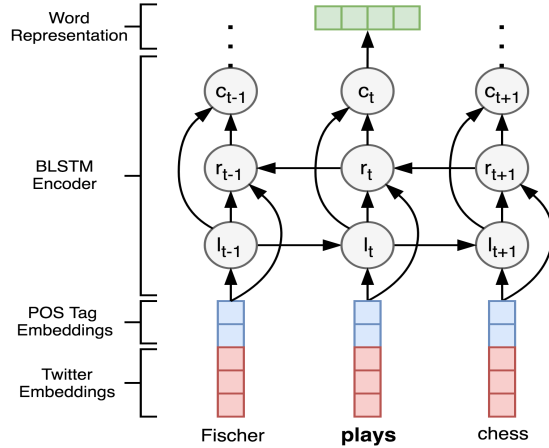 Word
Representation
c_{t-1} c_t c_{t+1}
BLSTM
Encoder
r_{t-1} r_t r_{t+1}
l_{t-1} l_t l_{t+1}
POS Tag
Embeddings
Twitter
Embeddings
Fischer plays chess